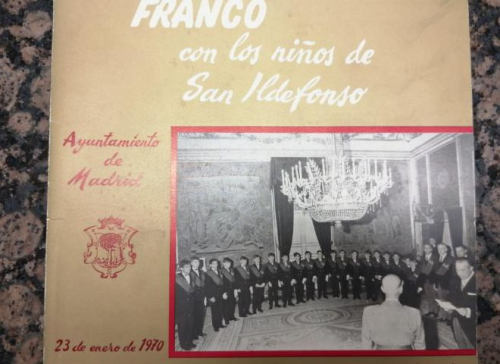 FRANCO
con los niños de
San Ildefonso
Ayuntamiento
de
Madrid
23 de enero de 1970